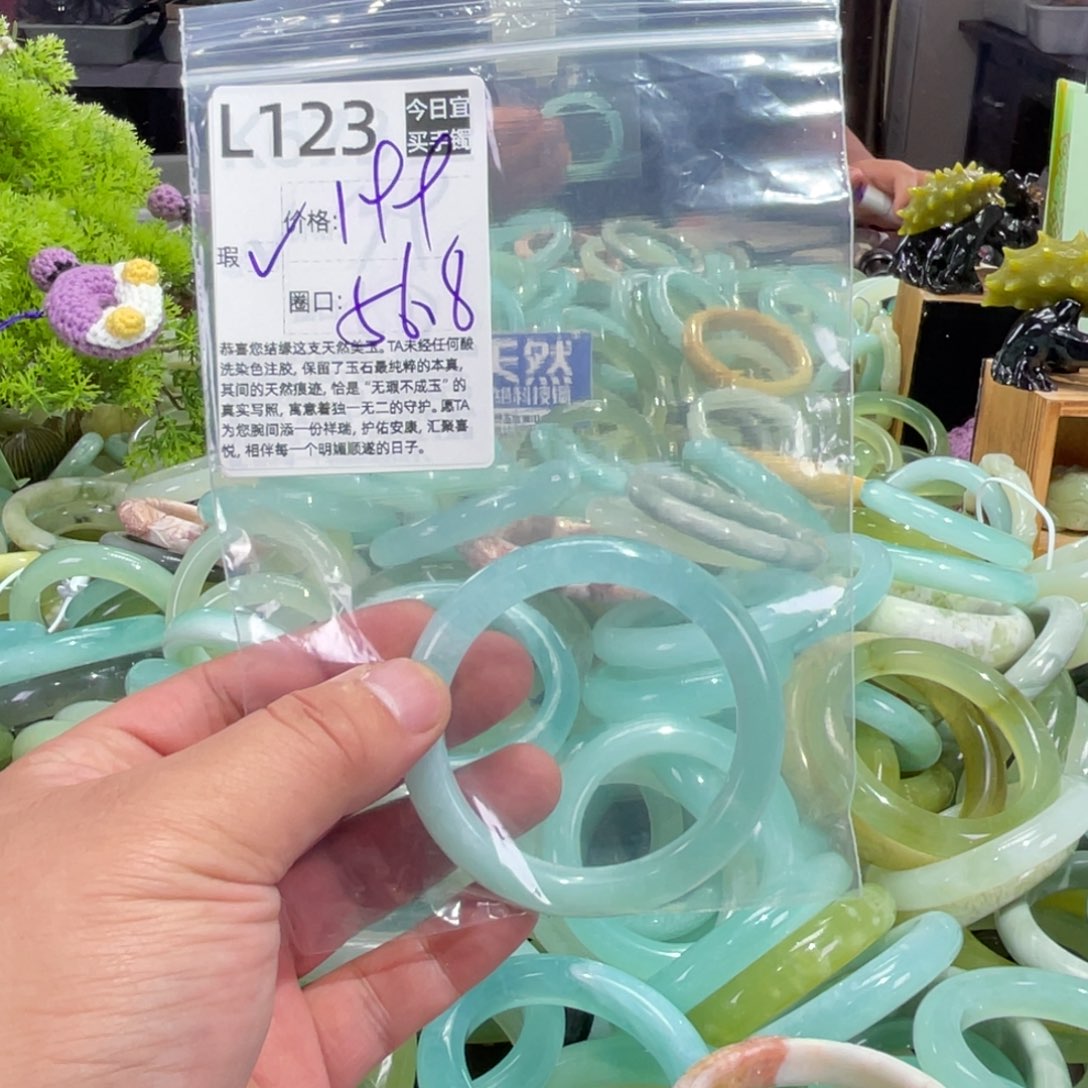 L123
今日宜
买手镯
价格: 199
瑕 ✓
圈口: 56.8
恭喜您结缘这支天然美玉。TA未经任何酸
洗染色注胶, 保留了玉石最纯粹的本真,
其间的天然痕迹, 恰是“无瑕不成玉”的
真实写照, 寓意着独一无二的守护。愿TA
为您腕间添一份祥瑞, 护佑安康, 汇聚喜
悦, 相伴每一个明媚顺遂的日子。
天然